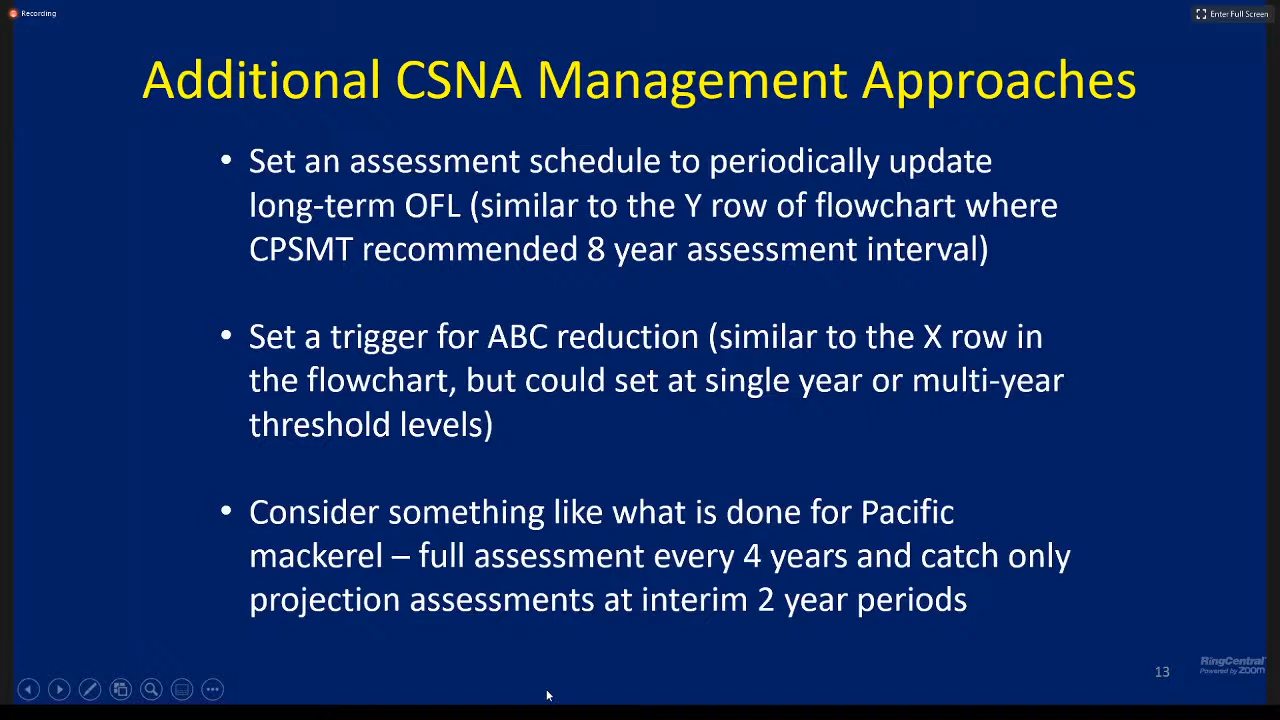 Recording
Enter Full Screen
Additional CSNA Management Approaches
• Set an assessment schedule to periodically update
long-term OFL (similar to the Y row of flowchart where
CPSMT recommended 8 year assessment interval)
• Set a trigger for ABC reduction (similar to the X row in
the flowchart, but could set at single year or multi-year
threshold levels)
• Consider something like what is done for Pacific
mackerel – full assessment every 4 years and catch only
projection assessments at interim 2 year periods
RingCentral
Powered by ZOOM
13